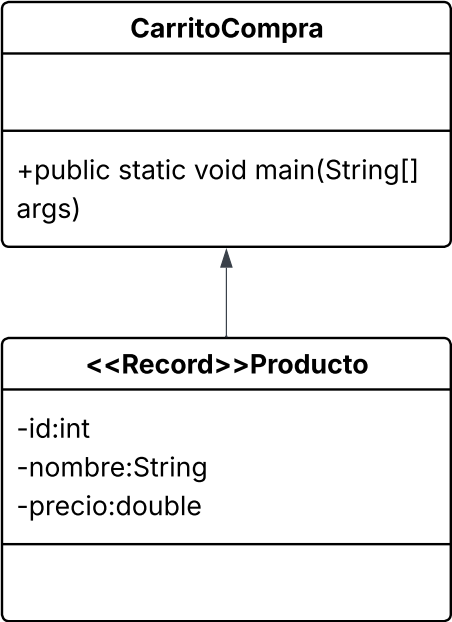 CarritoCompra
+public static void main(String[]
args)
<<Record>>Producto
-id:int
-nombre:String
-precio:double